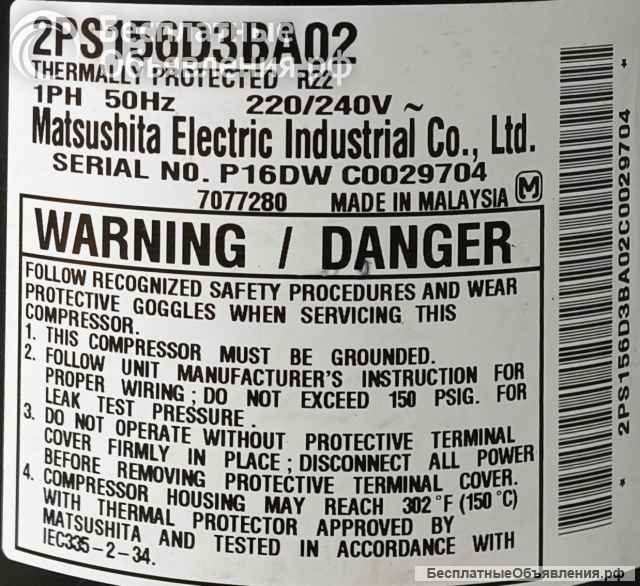 Бесплатные
Объявления.рф
2PS156D3BA02
THERMALLY PROTECTED R22
1PH 50Hz 220/240V ~
Matsushita Electric Industrial Co., Ltd.
SERIAL NO. P16DW C0029704
7077280 MADE IN MALAYSIA M
WARNING / DANGER
FOLLOW RECOGNIZED SAFETY PROCEDURES AND WEAR
PROTECTIVE GOGGLES WHEN SERVICING THIS
COMPRESSOR.
1. THIS COMPRESSOR MUST BE GROUNDED.
2. FOLLOW UNIT MANUFACTURER'S INSTRUCTION FOR
PROPER WIRING ; DO NOT EXCEED 150 PSIG. FOR
LEAK TEST PRESSURE .
3. DO NOT OPERATE WITHOUT PROTECTIVE TERMINAL
COVER FIRMLY IN PLACE ; DISCONNECT ALL POWER
BEFORE REMOVING PROTECTIVE TERMINAL COVER.
4. COMPRESSOR HOUSING MAY REACH 302 °F (150 °C)
WITH THERMAL PROTECTOR APPROVED BY
MATSUSHITA AND TESTED IN ACCORDANCE WITH
IEC335-2-34.
* 2PS156D3BA02C0029704 *
БесплатныеОбъявления.рф